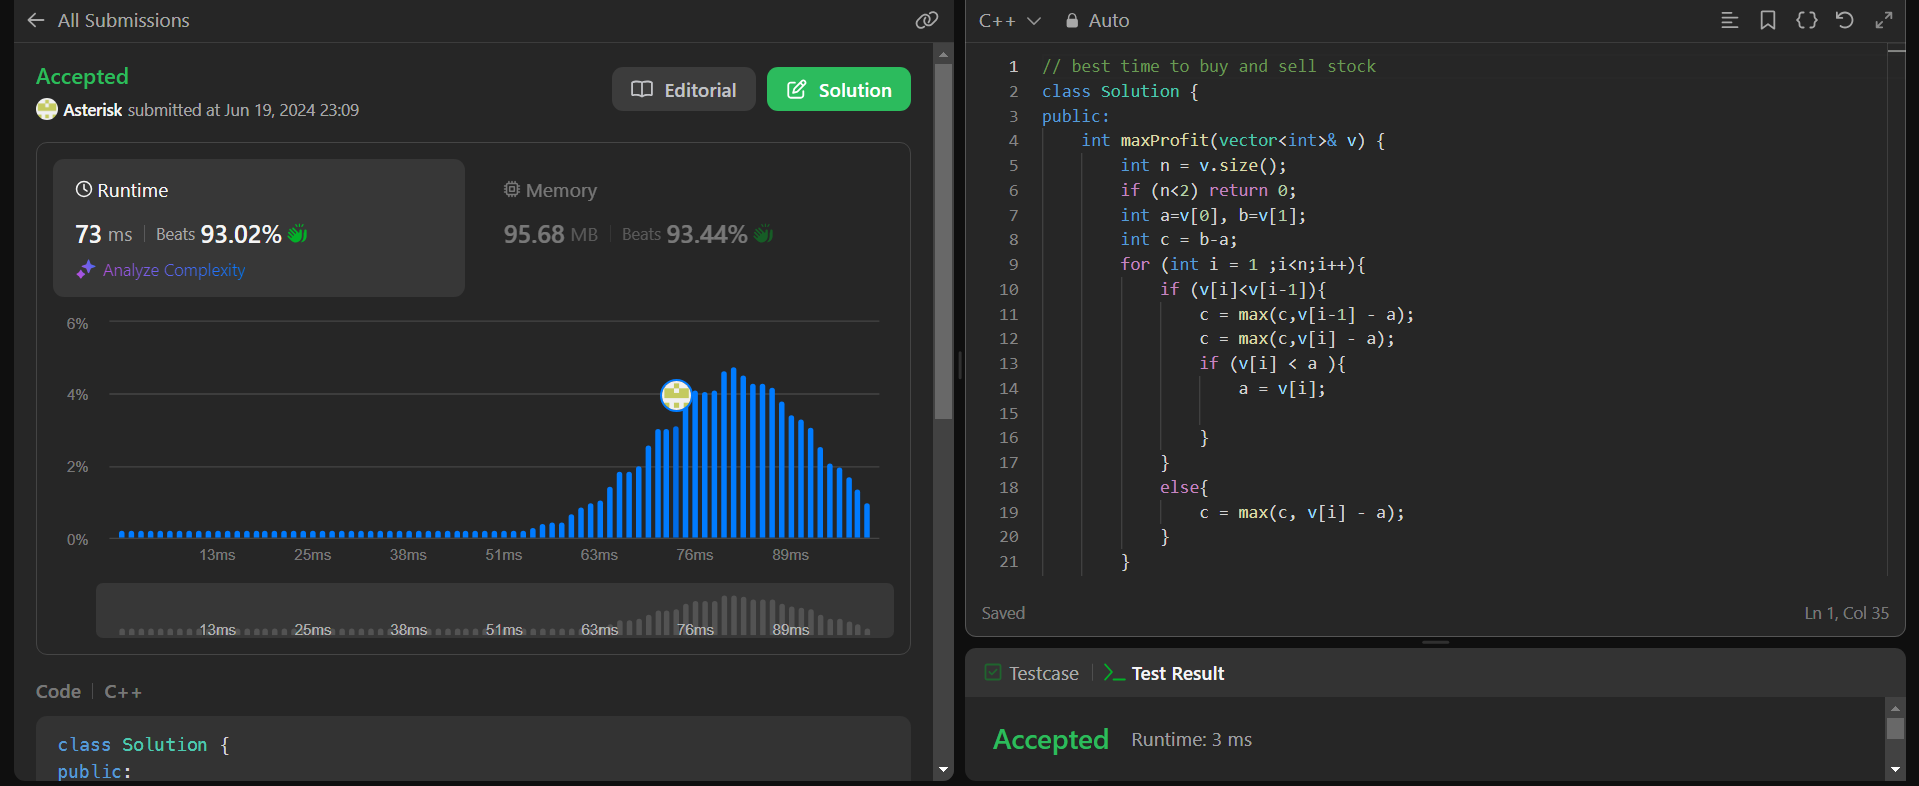 All Submissions
Accepted
Asterisk submitted at Jun 19, 2024 23:09
Editorial
Solution
Runtime
73 ms | Beats 93.02%
Analyze Complexity
Memory
95.68 MB | Beats 93.44%
6%
4%
2%
0%
13ms 25ms 38ms 51ms 63ms 76ms 89ms
13ms 25ms 38ms 51ms 63ms 76ms 89ms
Code | C++
class Solution {
public:
C++ Auto
1 // best time to buy and sell stock
2 class Solution {
3 public:
4 int maxProfit(vector<int>& v) {
5 int n = v.size();
6 if (n<2) return 0;
7 int a=v[0], b=v[1];
8 int c = b-a;
9 for (int i = 1 ;i<n;i++){
10 if (v[i]<v[i-1]){
11 c = max(c,v[i-1] - a);
12 c = max(c,v[i] - a);
13 if (v[i] < a ){
14 a = v[i];
15
16 }
17 }
18 else{
19 c = max(c, v[i] - a);
20 }
21 }
Saved
Ln 1, Col 35
Testcase | Test Result
Accepted Runtime: 3 ms